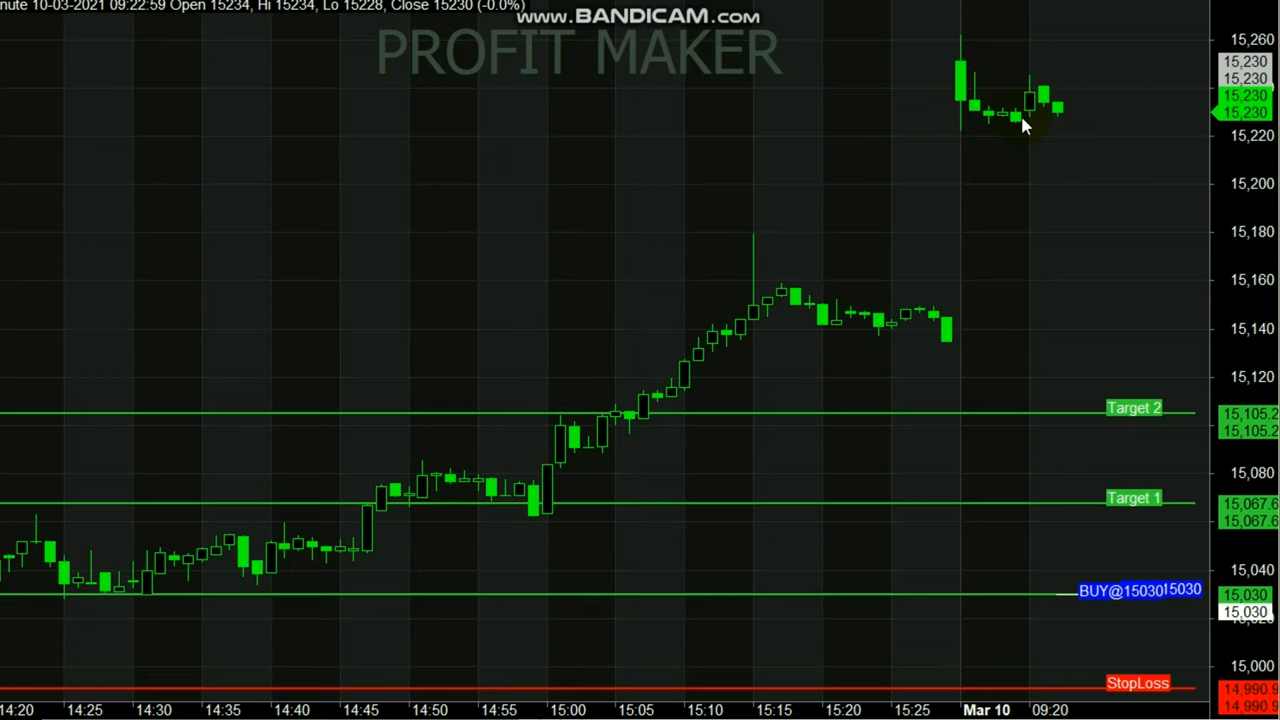 nute 10-03-2021 09:22:59 Open 15234, Hi 15234, Lo 15228, Close 15230 (-0.0%)
www.BANDICAM.com
PROFIT MAKER
15,260
15,230
15,230
15,230
15,230
15,220
15,200
15,180
15,160
15,140
15,120
Target 2
15,105.2
15,105.2
15,080
Target 1
15,067.6
15,067.6
15,040
BUY@15030 15030
15,030
15,030
15,000
StopLoss
14,990.9
14,990.9
14:20 14:25 14:30 14:35 14:40 14:45 14:50 14:55 15:00 15:05 15:10 15:15 15:20 15:25 Mar 10 09:20